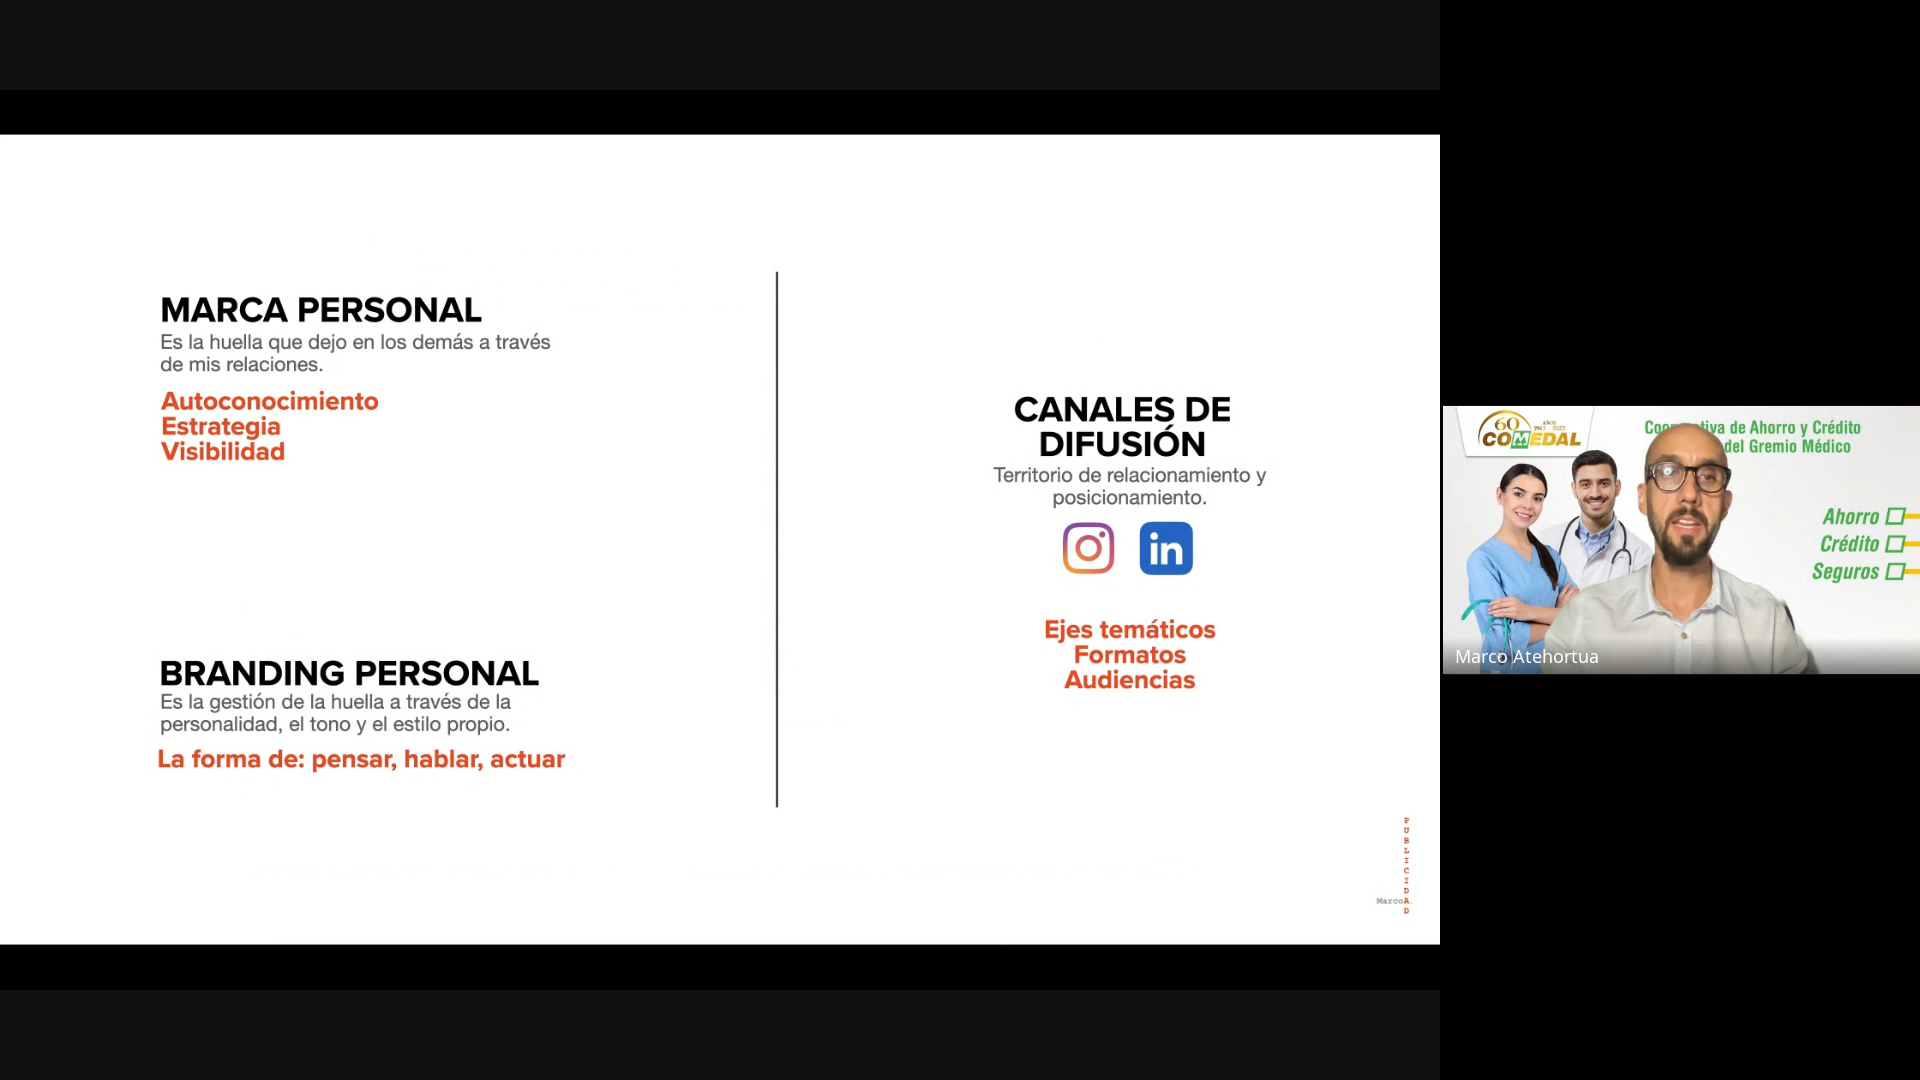 MARCA PERSONAL
Es la huella que dejo en los demás a través
de mis relaciones.
Autoconocimiento
Estrategia
Visibilidad
BRANDING PERSONAL
Es la gestión de la huella a través de la
personalidad, el tono y el estilo propio.
La forma de: pensar, hablar, actuar
CANALES DE
DIFUSIÓN
Territorio de relacionamiento y
posicionamiento.
in
Ejes temáticos
Formatos
Audiencias
PUBLICIDAD
MarcoA.
60 AÑOS
COMEDAL
de Ahorro y Crédito
del Gremio Médico
Ahorro
Crédito
Seguros
Marco Atehortua